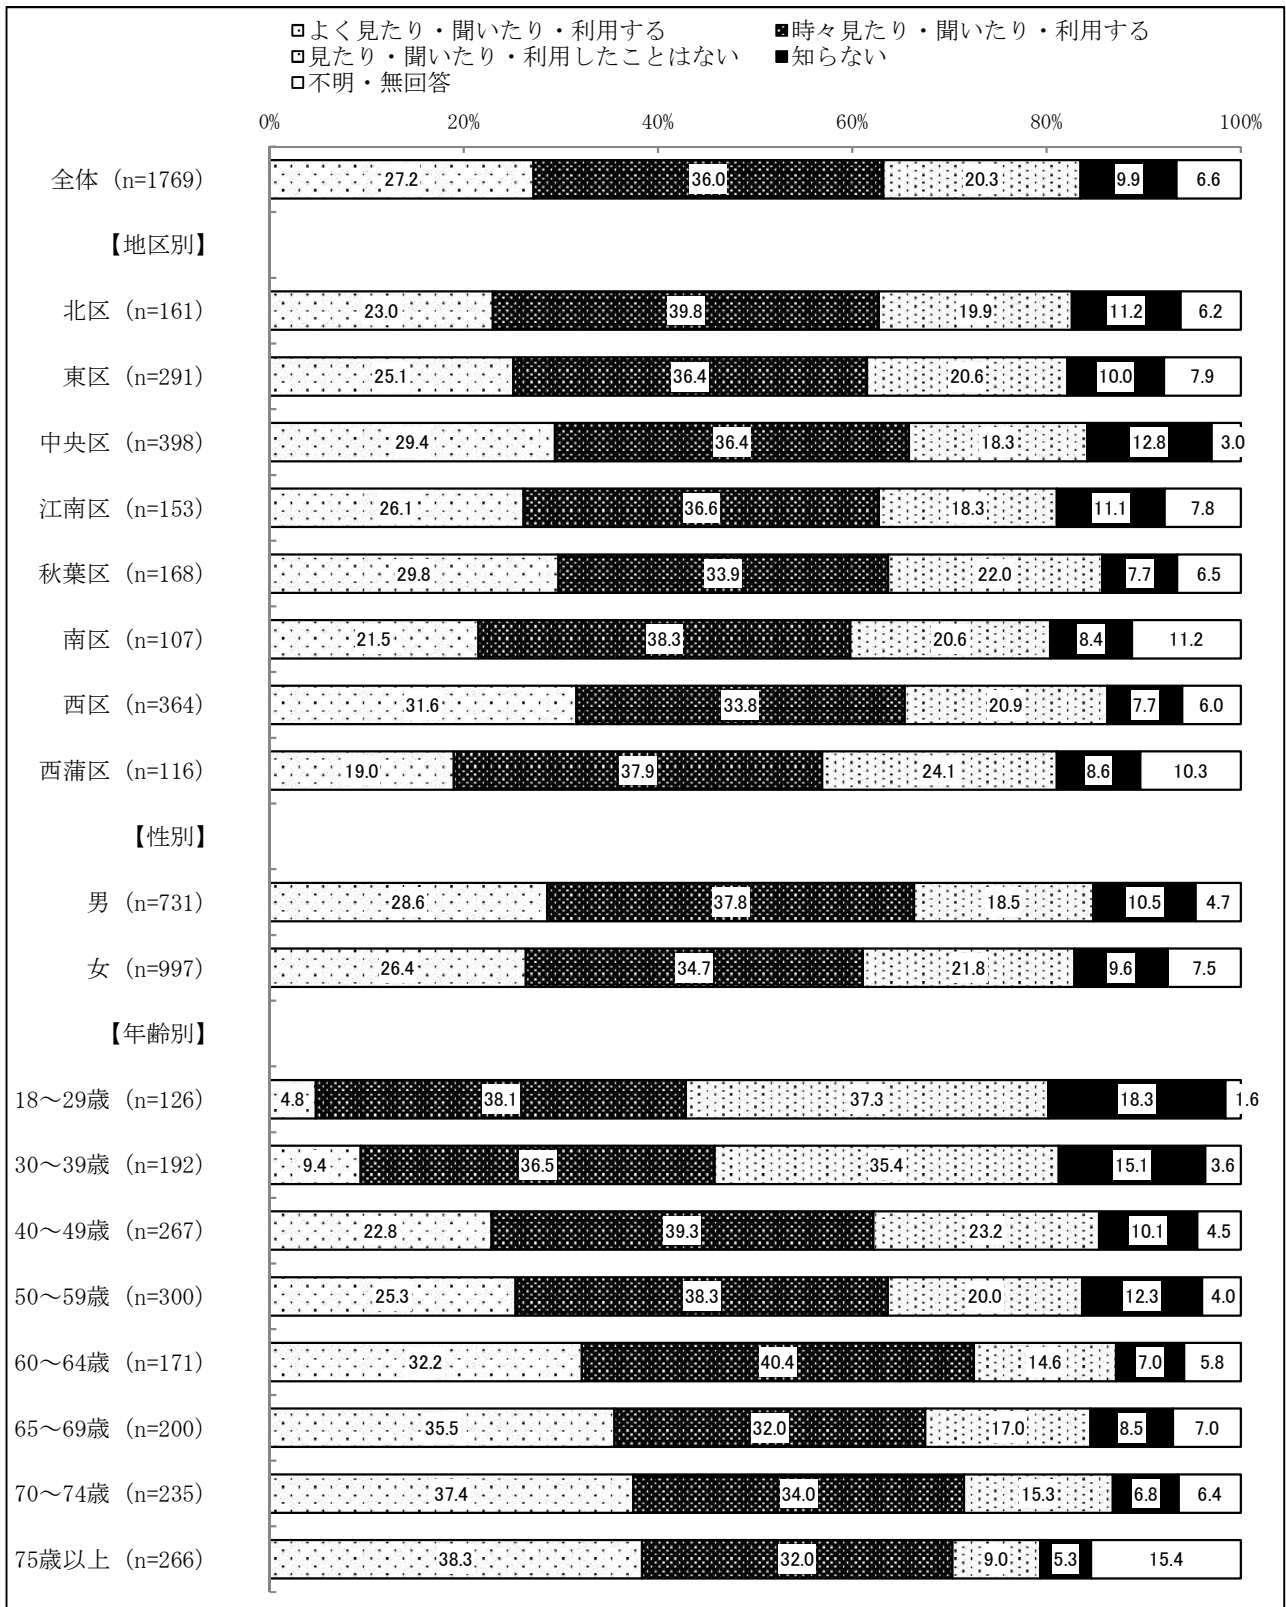 よく見たり・聞いたり・利用する 時々見たり・聞いたり・利用する
見たり・聞いたり・利用したことはない 知らない
不明・無回答
0% 20% 40% 60% 80% 100%
全体 (n=1769) 27.2 36.0 20.3 9.9 6.6
【地区別】
北区 (n=161) 23.0 39.8 19.9 11.2 6.2
東区 (n=291) 25.1 36.4 20.6 10.0 7.9
中央区 (n=398) 29.4 36.4 18.3 12.8 3.0
江南区 (n=153) 26.1 36.6 18.3 11.1 7.8
秋葉区 (n=168) 29.8 33.9 22.0 7.7 6.5
南区 (n=107) 21.5 38.3 20.6 8.4 11.2
西区 (n=364) 31.6 33.8 20.9 7.7 6.0
西蒲区 (n=116) 19.0 37.9 24.1 8.6 10.3
【性別】
男 (n=731) 28.6 37.8 18.5 10.5 4.7
女 (n=997) 26.4 34.7 21.8 9.6 7.5
【年齢別】
18～29歳 (n=126) 4.8 38.1 37.3 18.3 1.6
30～39歳 (n=192) 9.4 36.5 35.4 15.1 3.6
40～49歳 (n=267) 22.8 39.3 23.2 10.1 4.5
50～59歳 (n=300) 25.3 38.3 20.0 12.3 4.0
60～64歳 (n=171) 32.2 40.4 14.6 7.0 5.8
65～69歳 (n=200) 35.5 32.0 17.0 8.5 7.0
70～74歳 (n=235) 37.4 34.0 15.3 6.8 6.4
75歳以上 (n=266) 38.3 32.0 9.0 5.3 15.4